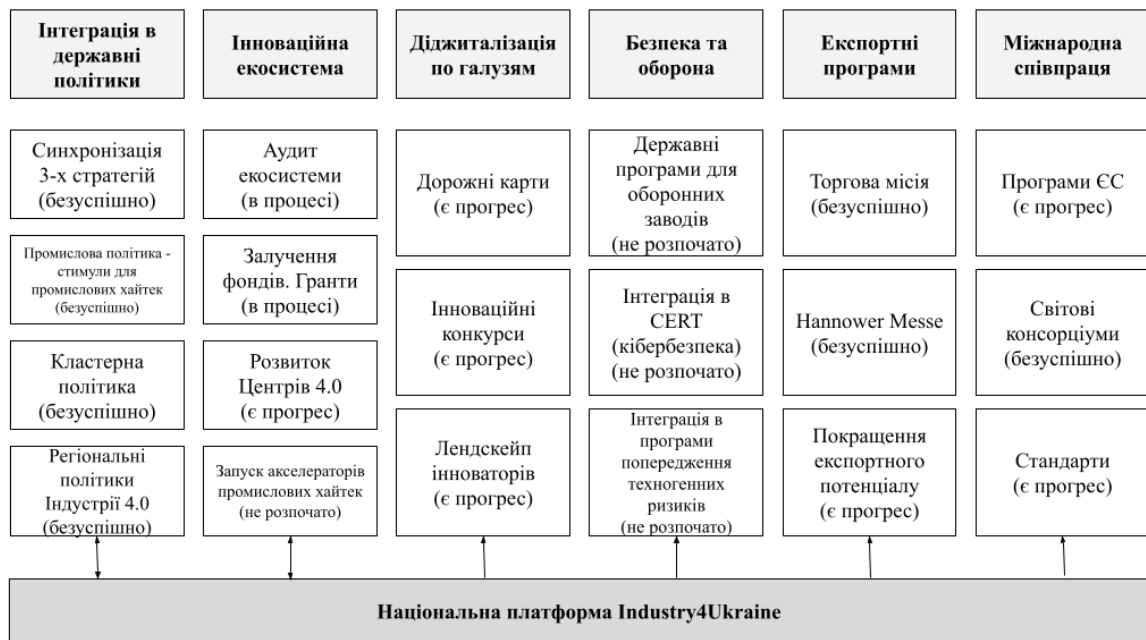 Інтеграція в
державні
політики
Синхронізація
3-х стратегій
(безуспішно)
Промислова політика -
стимули для
промислових хайтек
(безуспішно)
Кластерна
політика
(безуспішно)
Регіональні
політики
Індустрії 4.0
(безуспішно)
Інноваційна
екосистема
Аудит
екосистеми
(в процесі)
Залучення
фондів. Гранти
(в процесі)
Розвиток
Центрів 4.0
(є прогрес)
Запуск акселераторів
промислових хайтек
(не розпочато)
Діджиталізація
по галузям
Дорожні карти
(є прогрес)
Інноваційні
конкурси
(є прогрес)
Лендскейп
інноваторів
(є прогрес)
Безпека та
оборона
Державні
програми для
оборонних
заводів
(не розпочато)
Інтеграція в
CERT
(кібербезпека)
(не розпочато)
Інтеграція в
програми
попередження
техногенних
ризиків
(не розпочато)
Експортні
програми
Торгова місія
(безуспішно)
Hannower Messe
(безуспішно)
Покращення
експортного
потенціалу
(є прогрес)
Міжнародна
співпраця
Програми ЄС
(є прогрес)
Світові
консорціуми
(безуспішно)
Стандарти
(є прогрес)
Національна платформа Industry4Ukraine